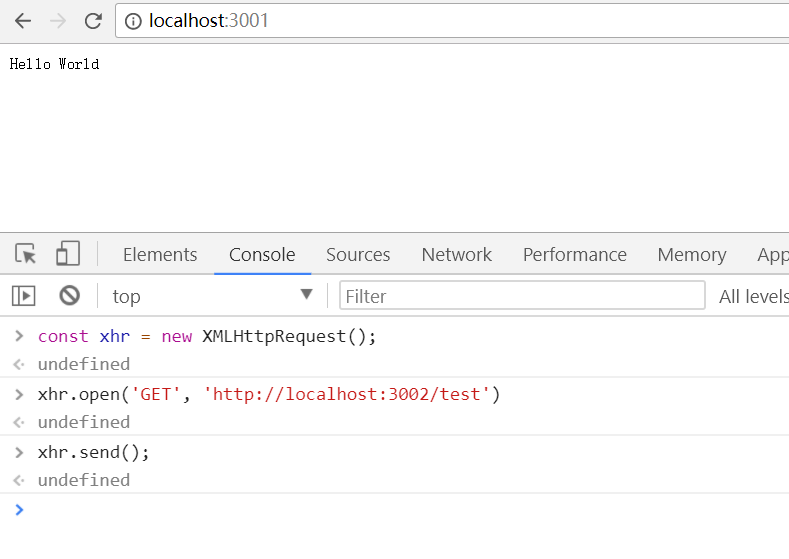 localhost:3001
Hello World
Elements Console Sources Network Performance Memory App
top Filter All levels
> const xhr = new XMLHttpRequest();
undefined
> xhr.open('GET', 'http://localhost:3002/test')
undefined
> xhr.send();
undefined
>